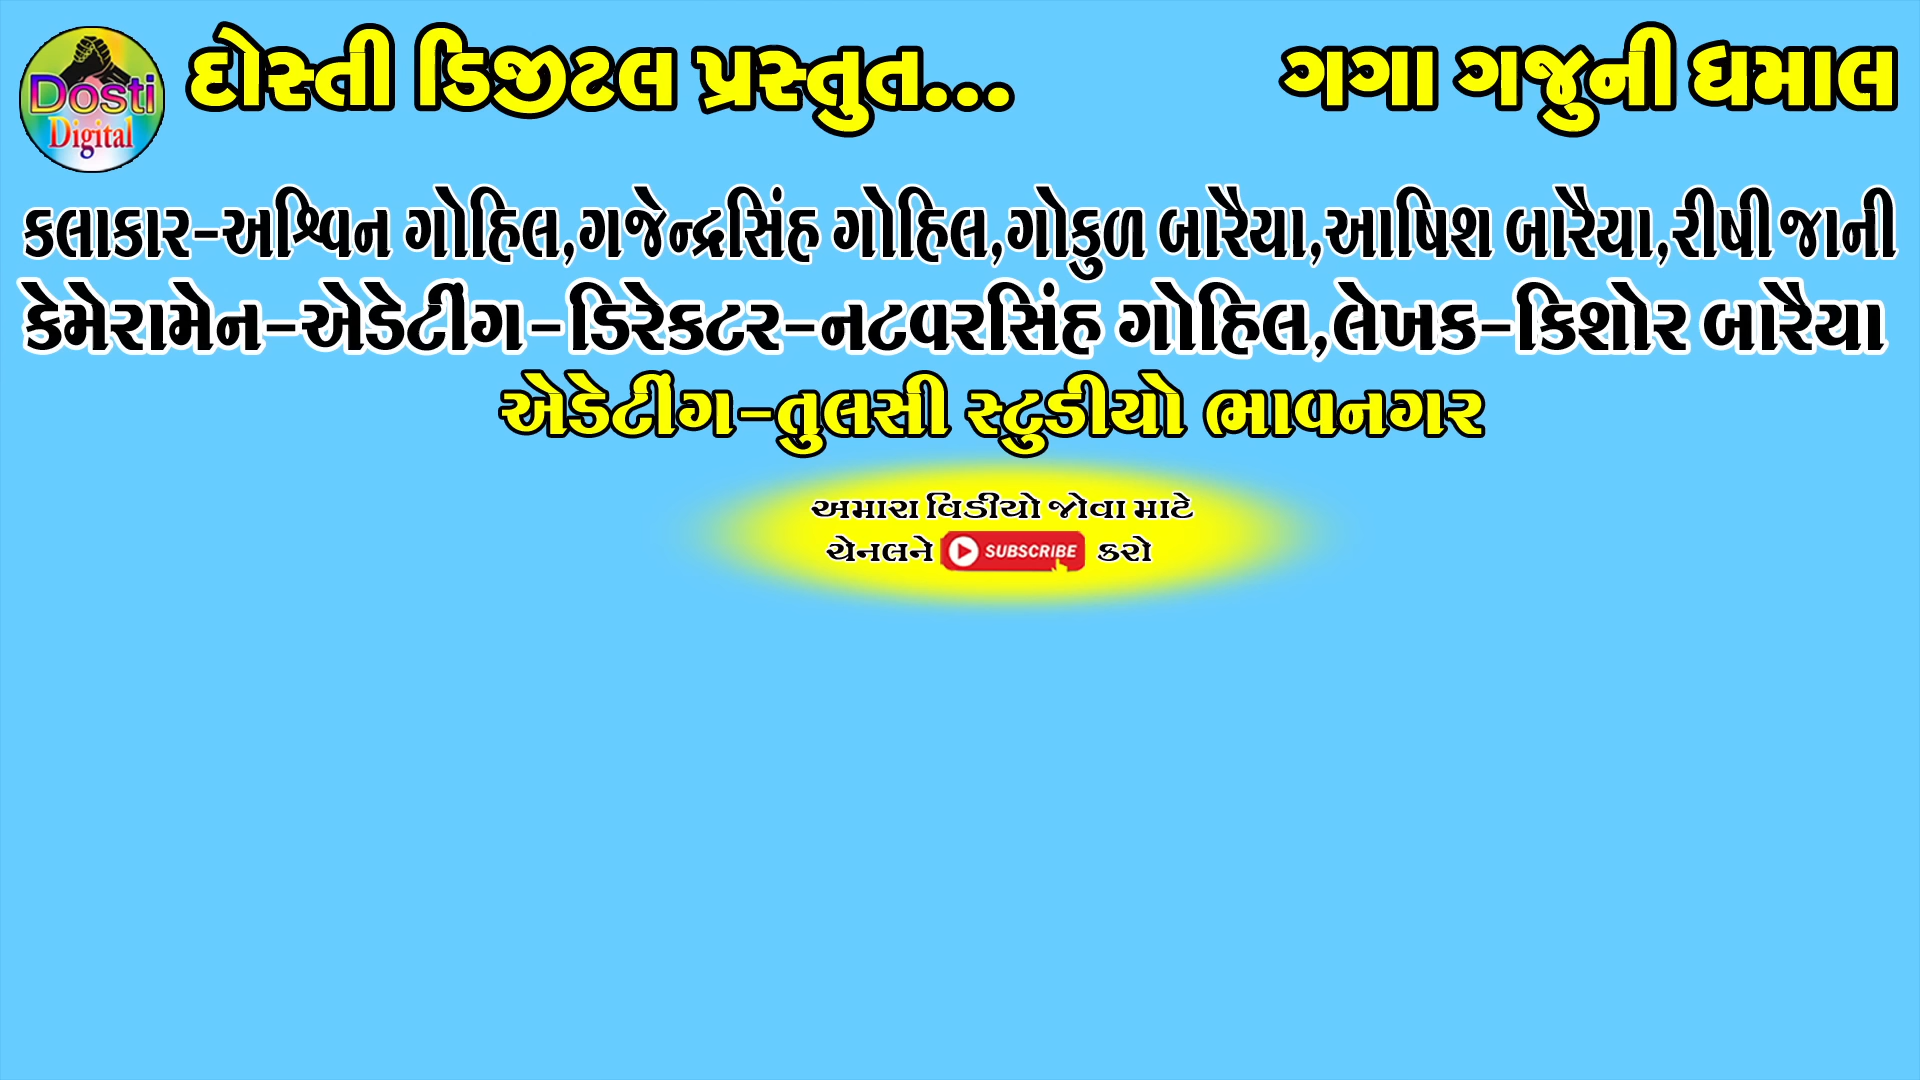 Dosti
Digital
દોસ્તી ડિજીટલ પ્રસ્તુત... ગગા ગજુની ધમાલ
કલાકાર-અશ્વિન ગોહિલ,ગજેન્દ્રસિંહ ગોહિલ,ગોકુળ બારૈયા,આષિશ બારૈયા,રીષી જાની
કેમેરામેન-એડેટીંગ-ડિરેકટર-નટવરસિંહ ગોહિલ,લેખક-કિશોર બારૈયા
એડેટીંગ-તુલસી સ્ટુડીયો ભાવનગર
અમારા વિડીયો જોવા માટે
ચેનલને SUBSCRIBE કરો